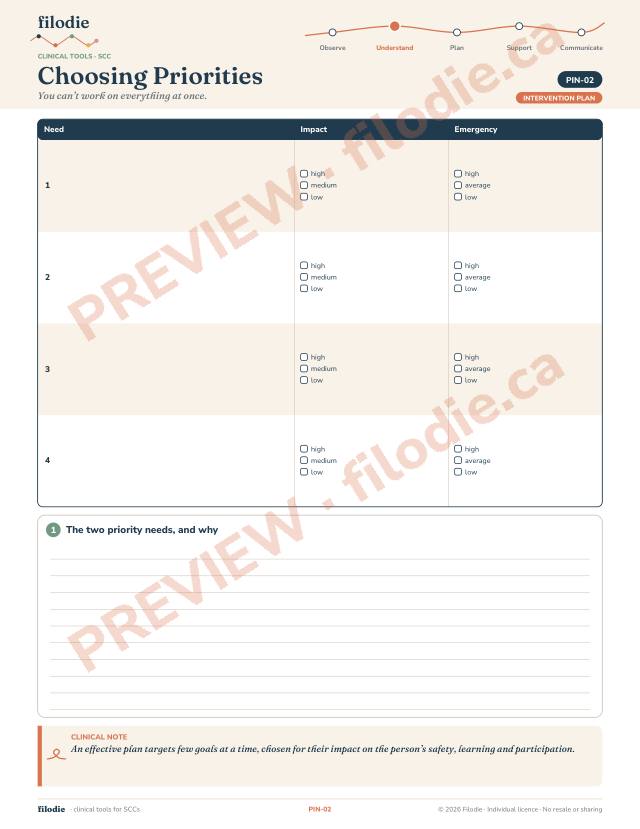 filodie
Observe Understand Plan Support Communicate
CLINICAL TOOLS · SCC
Choosing Priorities
You can't work on everything at once.
PIN-02
INTERVENTION PLAN
Need Impact Emergency
1
high
medium
low
high
average
low
2
high
medium
low
high
average
low
3
high
medium
low
high
average
low
4
high
medium
low
high
average
low
PREVIEW · filodie.ca
PREVIEW · filodie.ca
1 The two priority needs, and why
CLINICAL NOTE
An effective plan targets few goals at a time, chosen for their impact on the person's safety, learning and participation.
filodie · clinical tools for SCCs PIN-02 © 2026 Filodie · Individual licence · No resale or sharing